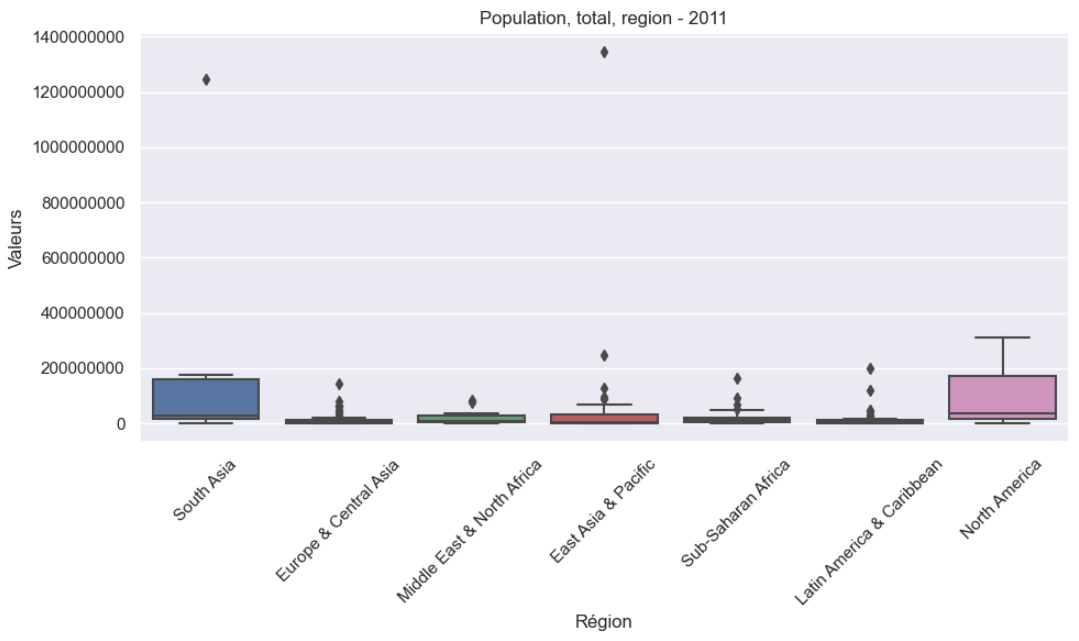 Population, total, region - 2011
1400000000
1200000000
1000000000
800000000
600000000
400000000
200000000
0
Valeurs
South Asia
Europe & Central Asia
Middle East & North Africa
East Asia & Pacific
Sub-Saharan Africa
Latin America & Caribbean
North America
Région